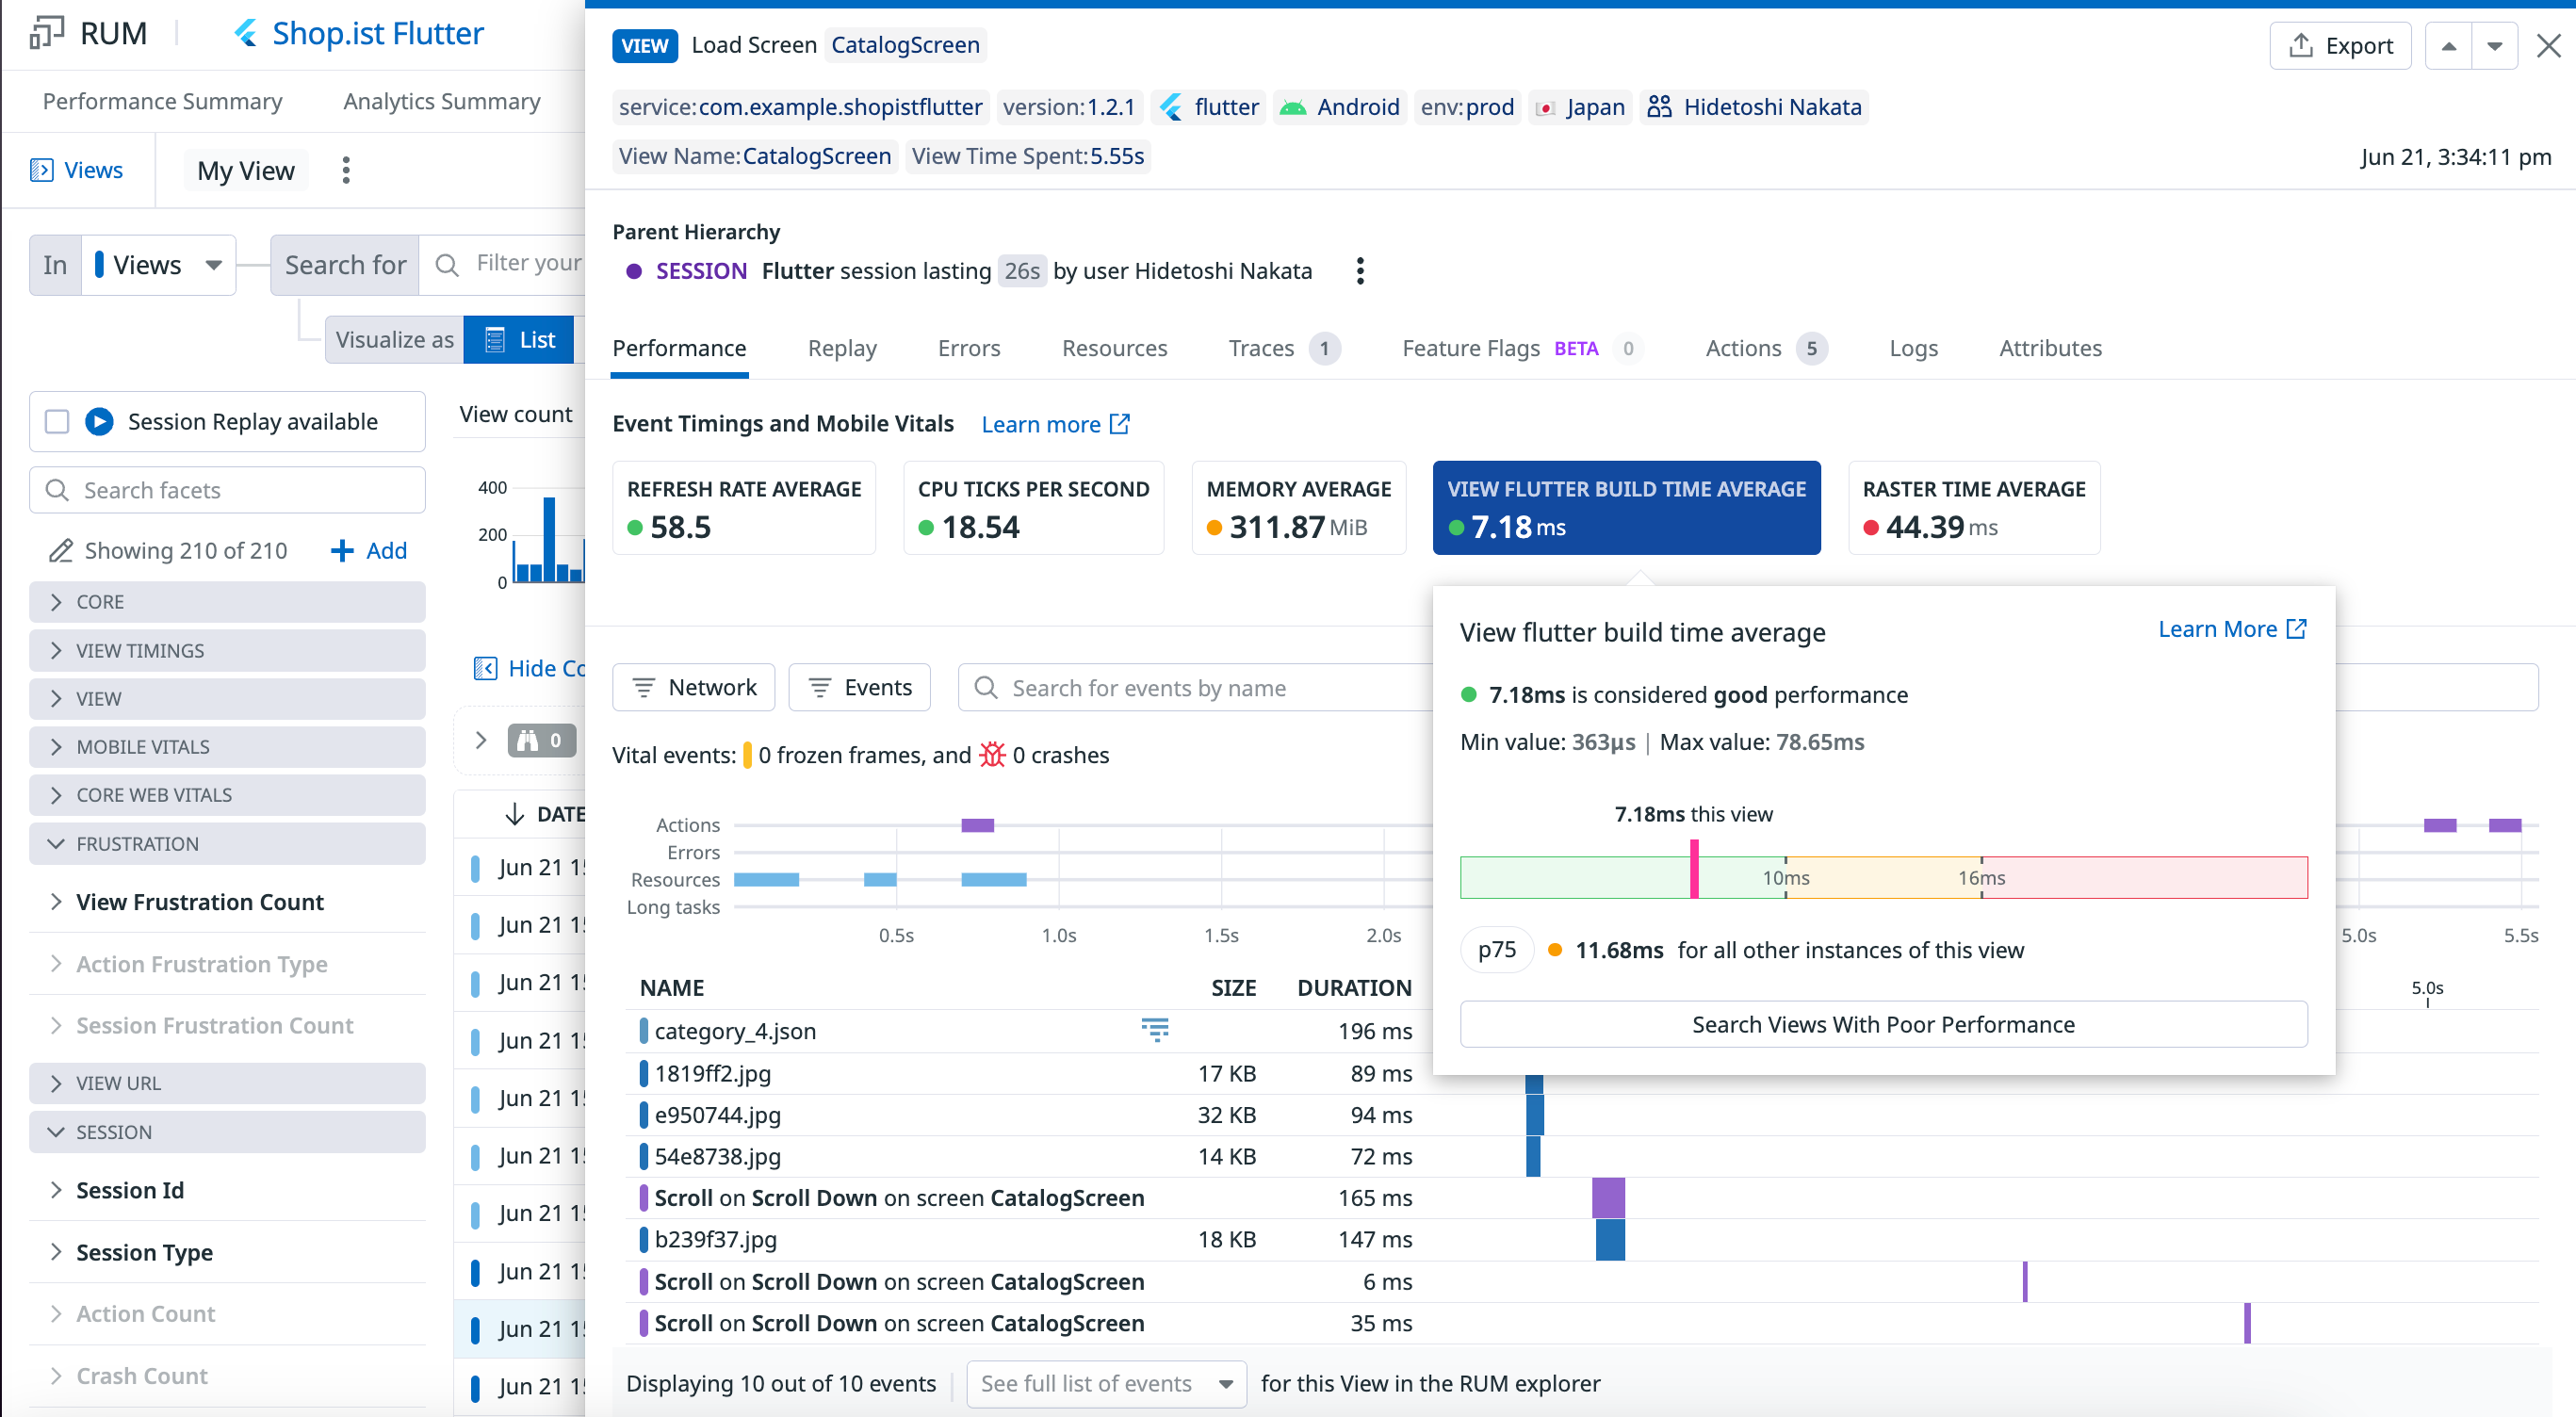 RUM
Shop.ist Flutter
Performance Summary
Analytics Summary
Views
My View
In
Views
Search for
Filter your
Visualize as
List
Session Replay available
Search facets
Showing 210 of 210
Add
CORE
VIEW TIMINGS
VIEW
MOBILE VITALS
CORE WEB VITALS
FRUSTRATION
View Frustration Count
Action Frustration Type
Session Frustration Count
VIEW URL
SESSION
Session Id
Session Type
Action Count
Crash Count
View count
400
200
0
Hide Co
0
DATE
Jun 21 1
Jun 21 1
Jun 21 1
Jun 21 1
Jun 21 1
Jun 21 1
Jun 21 1
Jun 21 1
Jun 21 1
Jun 21 1
VIEW Load Screen CatalogScreen
Export
service:com.example.shopistflutter version:1.2.1 flutter Android env:prod Japan Hidetoshi Nakata
View Name:CatalogScreen View Time Spent:5.55s
Jun 21, 3:34:11 pm
Parent Hierarchy
SESSION Flutter session lasting 26s by user Hidetoshi Nakata
Performance Replay Errors Resources Traces 1 Feature Flags BETA 0 Actions 5 Logs Attributes
Event Timings and Mobile Vitals Learn more
REFRESH RATE AVERAGE
58.5
CPU TICKS PER SECOND
18.54
MEMORY AVERAGE
311.87 MiB
VIEW FLUTTER BUILD TIME AVERAGE
7.18 ms
RASTER TIME AVERAGE
44.39 ms
Network
Events
Search for events by name
Vital events: 0 frozen frames, and 0 crashes
Actions
Errors
Resources
Long tasks
0.5s 1.0s 1.5s 2.0s 5.0s 5.5s
View flutter build time average
Learn More
7.18ms is considered good performance
Min value: 363µs | Max value: 78.65ms
7.18ms this view
10ms 16ms
p75 11.68ms for all other instances of this view
Search Views With Poor Performance
NAME SIZE DURATION
5.0s
category_4.json 196 ms
1819ff2.jpg 17 KB 89 ms
e950744.jpg 32 KB 94 ms
54e8738.jpg 14 KB 72 ms
Scroll on Scroll Down on screen CatalogScreen 165 ms
b239f37.jpg 18 KB 147 ms
Scroll on Scroll Down on screen CatalogScreen 6 ms
Scroll on Scroll Down on screen CatalogScreen 35 ms
Displaying 10 out of 10 events See full list of events for this View in the RUM explorer